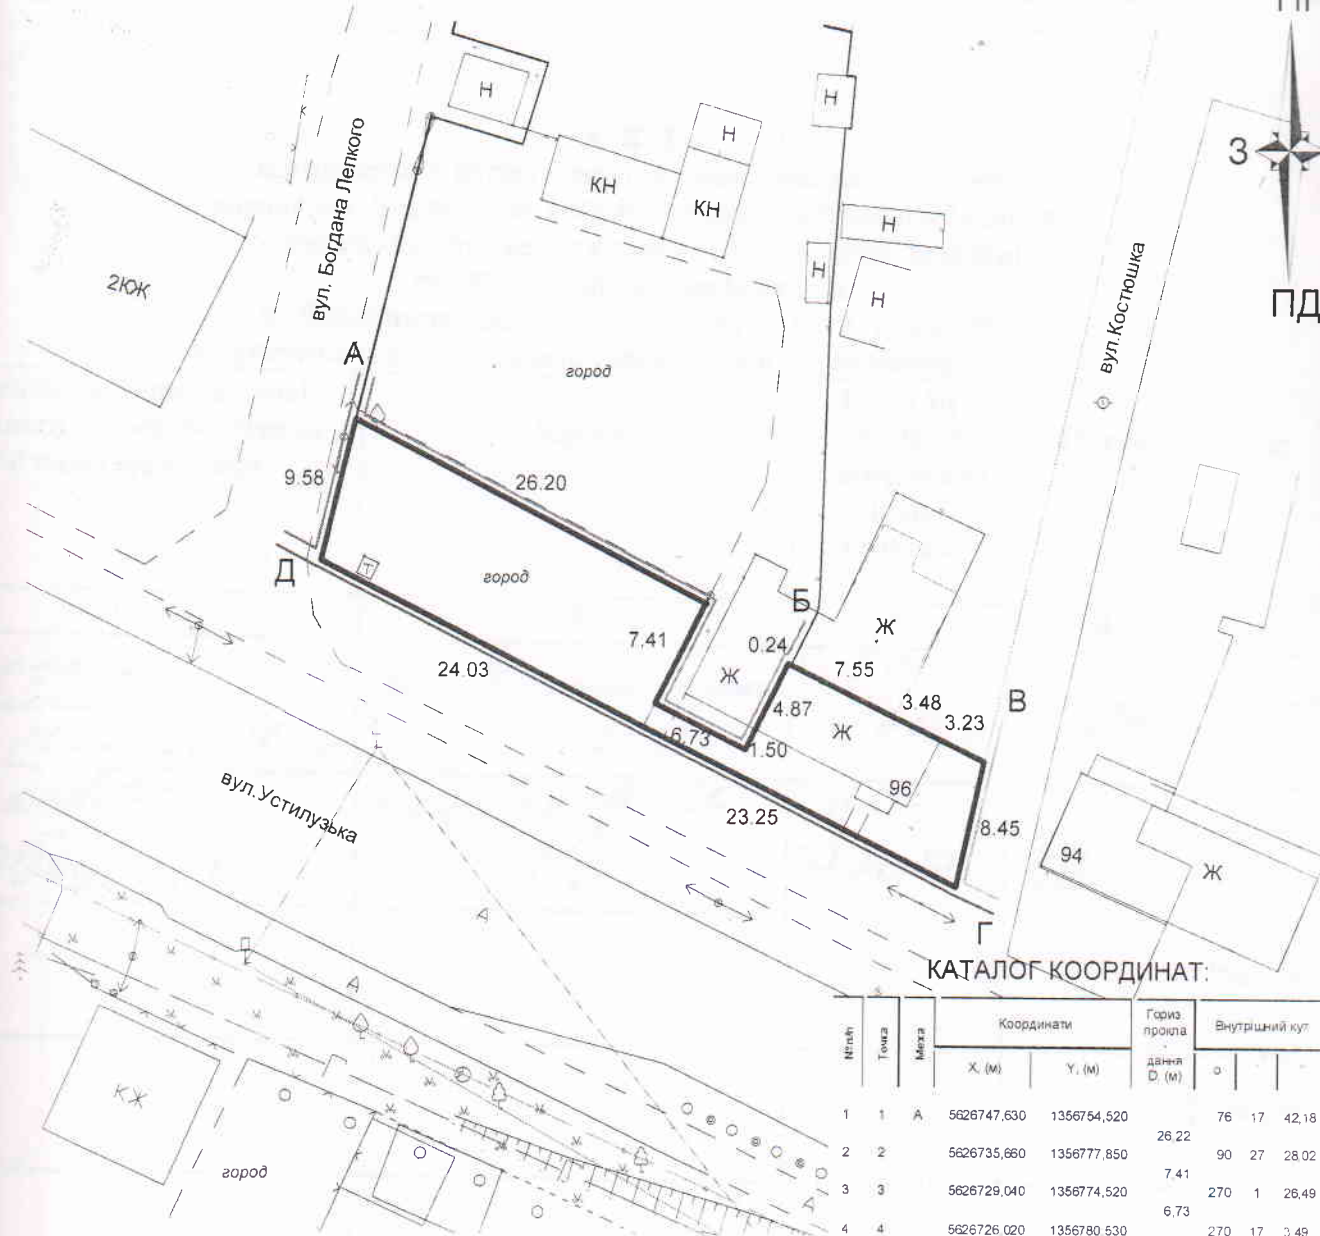 Н
Н
Н
КН
КН
Н
Н
Н
З
ПД
вул. Богдана Лепкого
вул.Костюшка
2КЖ
А
город
9.58
26.20
Д
Т
город
7.41
24.03
Б
0.24
Ж
Ж
7.55
3.48
3.23
В
4.87
Ж
6.73
1.50
96
23.25
8.45
Г
вул.Устилузька
94
Ж
А
А
А
КЖ
город
КАТАЛОГ КООРДИНАТ:
№п/п Точка Межа Координати Гориз. прокла дання D, (м) Внутрішній кут
X, (м) Y, (м) о ' "
1 1 А 5626747,630 1356754,520 76 17 42,18
26,22
2 2 5626735,660 1356777,850 90 27 28,02
7,41
3 3 5626729,040 1356774,520 270 1 26,49
6,73
4 4 5626726,020 1356780,530 270 17 3,49